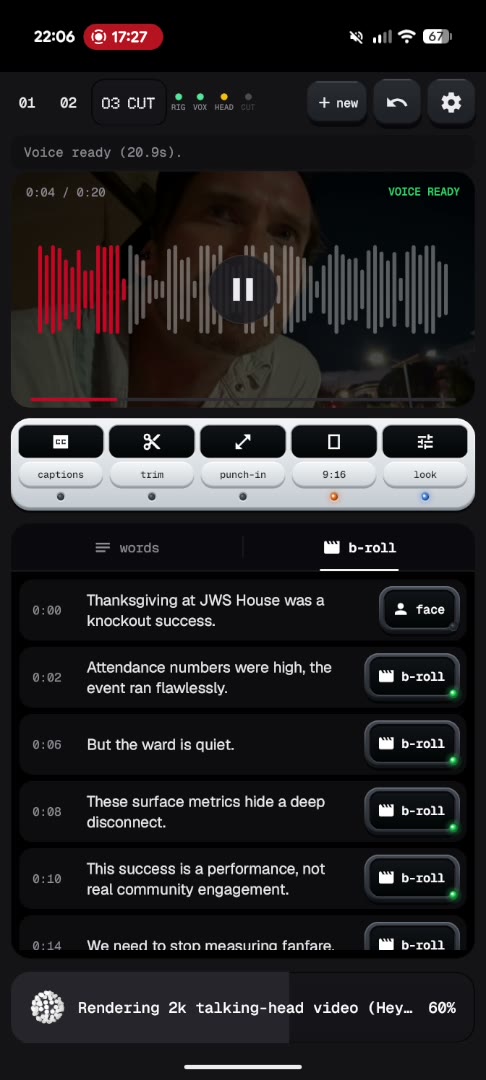 22:06 17:27 67
01 02 03 CUT RIG VOX HEAD CUT + new
Voice ready (20.9s).
0:04 / 0:20 VOICE READY
CC
captions trim punch-in 9:16 look
words b-roll
0:00 Thanksgiving at JWS House was a
knockout success. face
0:02 Attendance numbers were high, the
event ran flawlessly. b-roll
0:06 But the ward is quiet. b-roll
0:08 These surface metrics hide a deep
disconnect. b-roll
0:10 This success is a performance, not
real community engagement. b-roll
0:14 We need to stop measuring fanfare. b-roll
Rendering 2k talking-head video (Hey… 60%